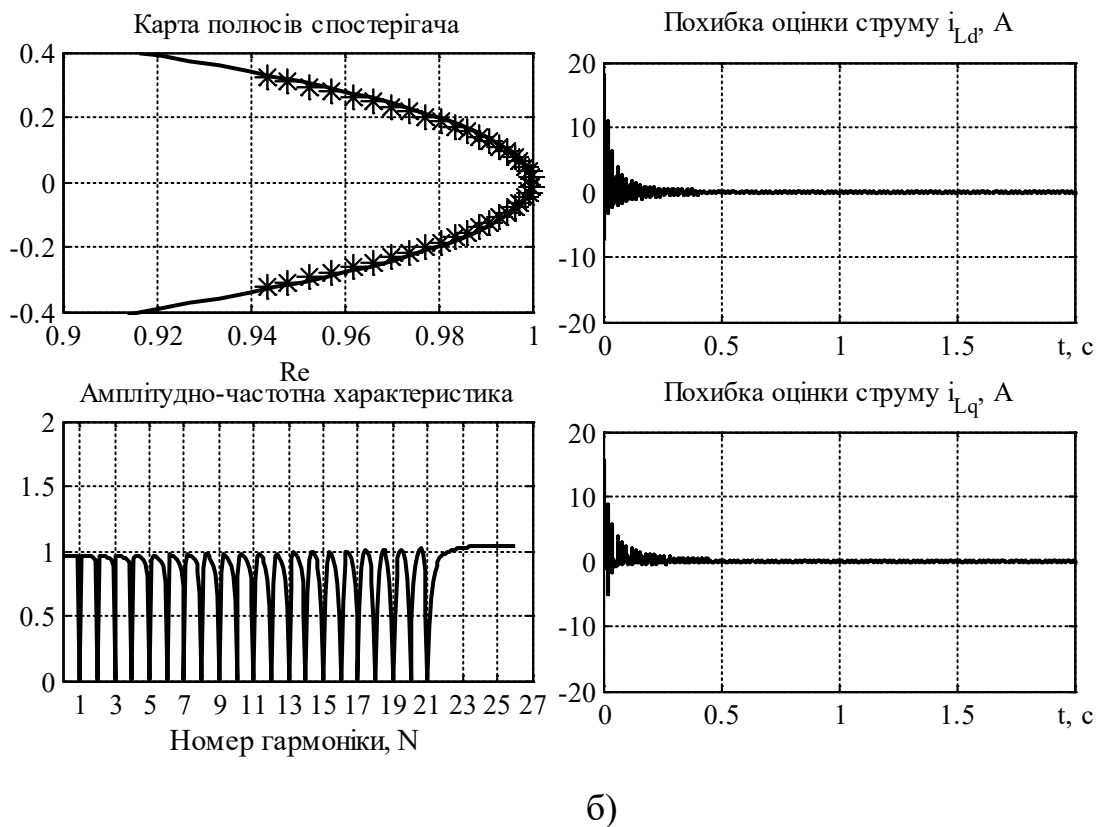 Карта полюсів спостерігача
0.4
0.2
0
-0.2
-0.4
0.9 0.92 0.94 0.96 0.98 1
Re
Похибка оцінки струму i_Ld, А
20
10
0
-10
-20
0 0.5 1 1.5 t, с
Амплітудно-частотна характеристика
2
1.5
1
0.5
0
1 3 5 7 9 11 13 15 17 19 21 23 25 27
Номер гармоніки, N
Похибка оцінки струму i_Lq, А
20
10
0
-10
-20
0 0.5 1 1.5 t, с
б)